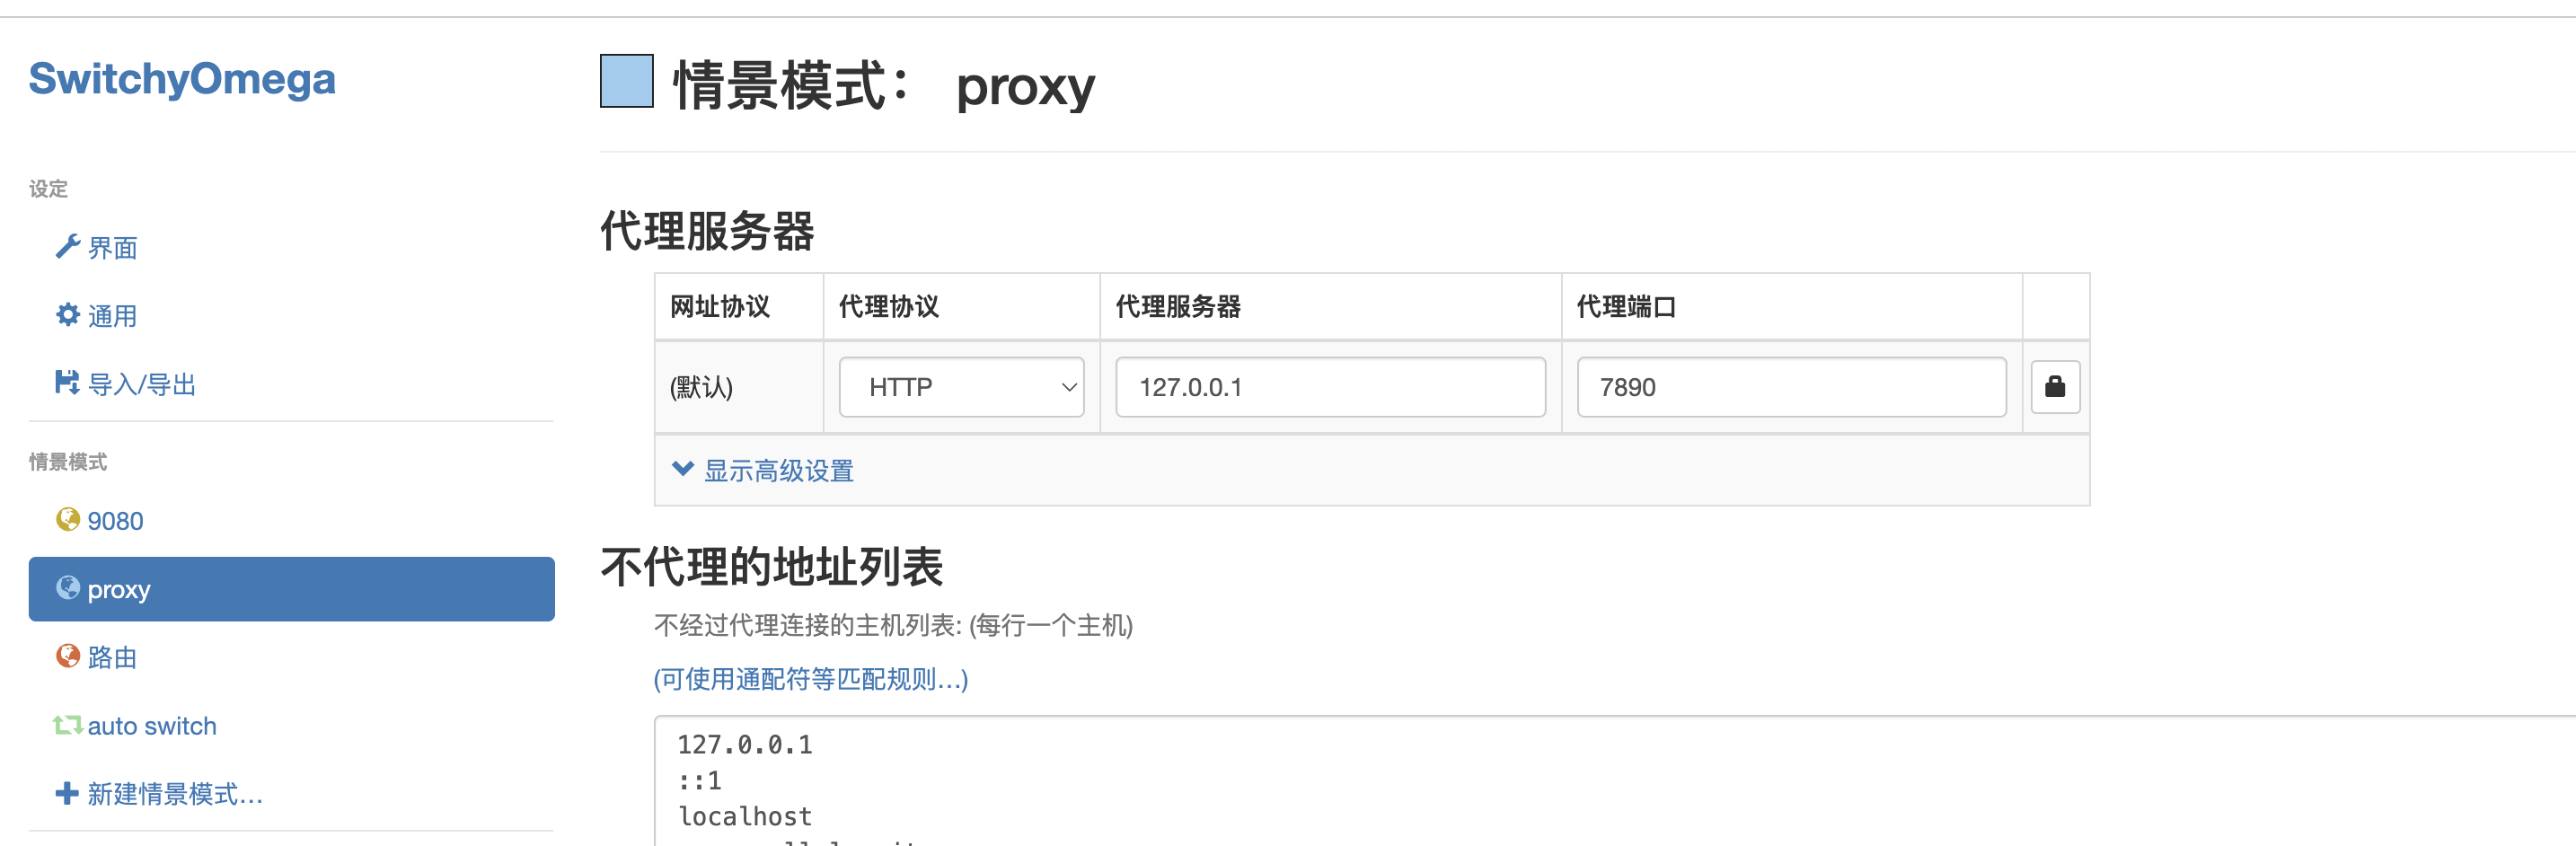 SwitchyOmega
设定
界面
通用
导入/导出
情景模式
9080
proxy
路由
auto switch
新建情景模式...
情景模式： proxy
代理服务器
网址协议 代理协议 代理服务器 代理端口
(默认) HTTP 127.0.0.1 7890
显示高级设置
不代理的地址列表
不经过代理连接的主机列表: (每行一个主机)
(可使用通配符等匹配规则...)
127.0.0.1
::1
localhost